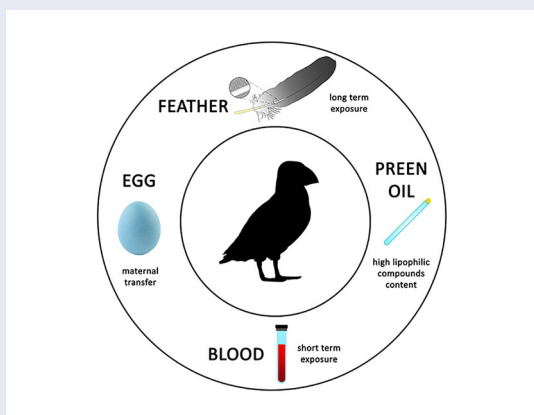 FEATHER
long term
exposure
EGG
maternal
transfer
PREEN
OIL
high lipophilic
compounds
content
BLOOD
short term
exposure